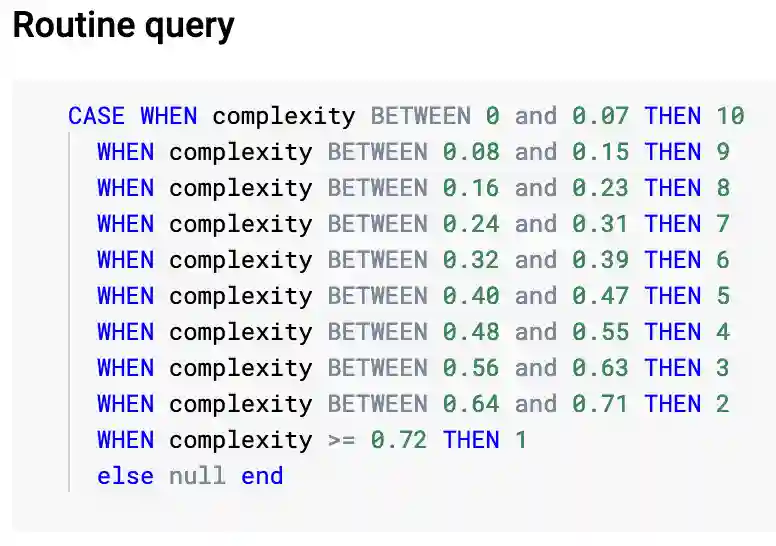 Routine query
CASE WHEN complexity BETWEEN 0 and 0.07 THEN 10
WHEN complexity BETWEEN 0.08 and 0.15 THEN 9
WHEN complexity BETWEEN 0.16 and 0.23 THEN 8
WHEN complexity BETWEEN 0.24 and 0.31 THEN 7
WHEN complexity BETWEEN 0.32 and 0.39 THEN 6
WHEN complexity BETWEEN 0.40 and 0.47 THEN 5
WHEN complexity BETWEEN 0.48 and 0.55 THEN 4
WHEN complexity BETWEEN 0.56 and 0.63 THEN 3
WHEN complexity BETWEEN 0.64 and 0.71 THEN 2
WHEN complexity >= 0.72 THEN 1
else null end